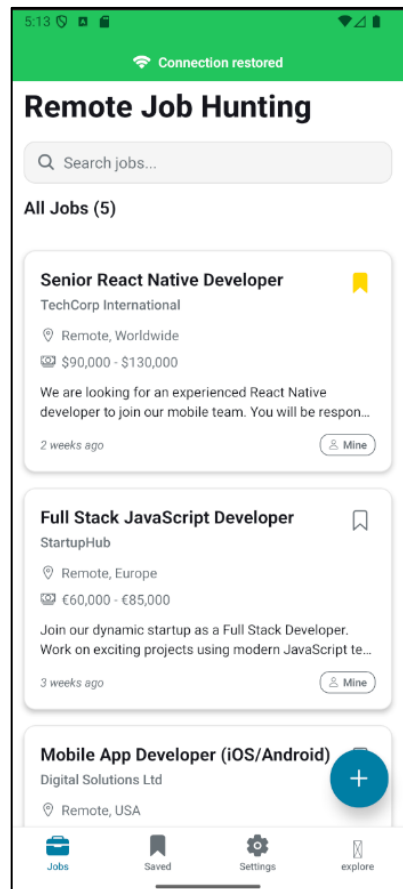 5:13
Connection restored
Remote Job Hunting
Search jobs...
All Jobs (5)
Senior React Native Developer
TechCorp International
Remote, Worldwide
$90,000 - $130,000
We are looking for an experienced React Native
developer to join our mobile team. You will be respon...
2 weeks ago
Mine
Full Stack JavaScript Developer
StartupHub
Remote, Europe
€60,000 - €85,000
Join our dynamic startup as a Full Stack Developer.
Work on exciting projects using modern JavaScript te...
3 weeks ago
Mine
Mobile App Developer (iOS/Android)
Digital Solutions Ltd
Remote, USA
Jobs
Saved
Settings
explore